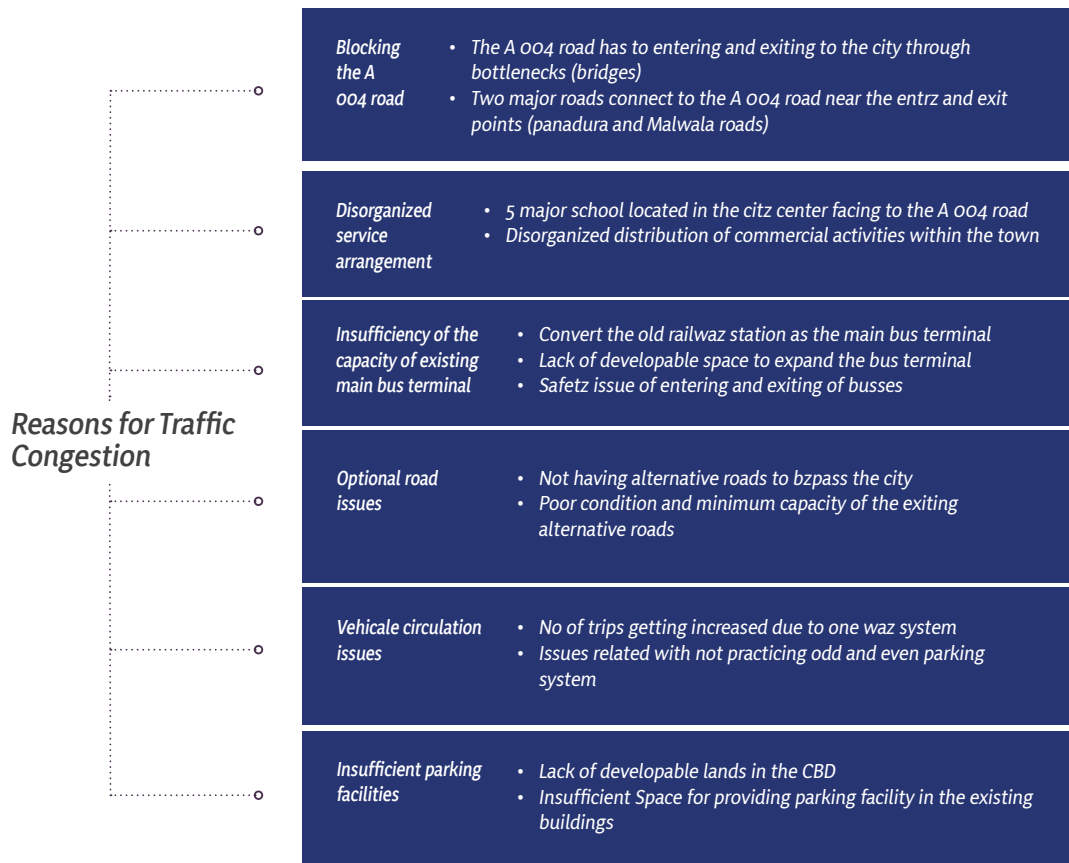 Reasons for Traffic
Congestion
Blocking
the A
004 road
• The A 004 road has to entering and exiting to the city through
bottlenecks (bridges)
• Two major roads connect to the A 004 road near the entrz and exit
points (panadura and Malwala roads)
Disorganized
service
arrangement
• 5 major school located in the citz center facing to the A 004 road
• Disorganized distribution of commercial activities within the town
Insufficiency of the
capacity of existing
main bus terminal
• Convert the old railwaz station as the main bus terminal
• Lack of developable space to expand the bus terminal
• Safetz issue of entering and exiting of busses
Optional road
issues
• Not having alternative roads to bzpass the city
• Poor condition and minimum capacity of the exiting
alternative roads
Vehicale circulation
issues
• No of trips getting increased due to one waz system
• Issues related with not practicing odd and even parking
system
Insufficient parking
facilities
• Lack of developable lands in the CBD
• Insufficient Space for providing parking facility in the existing
buildings